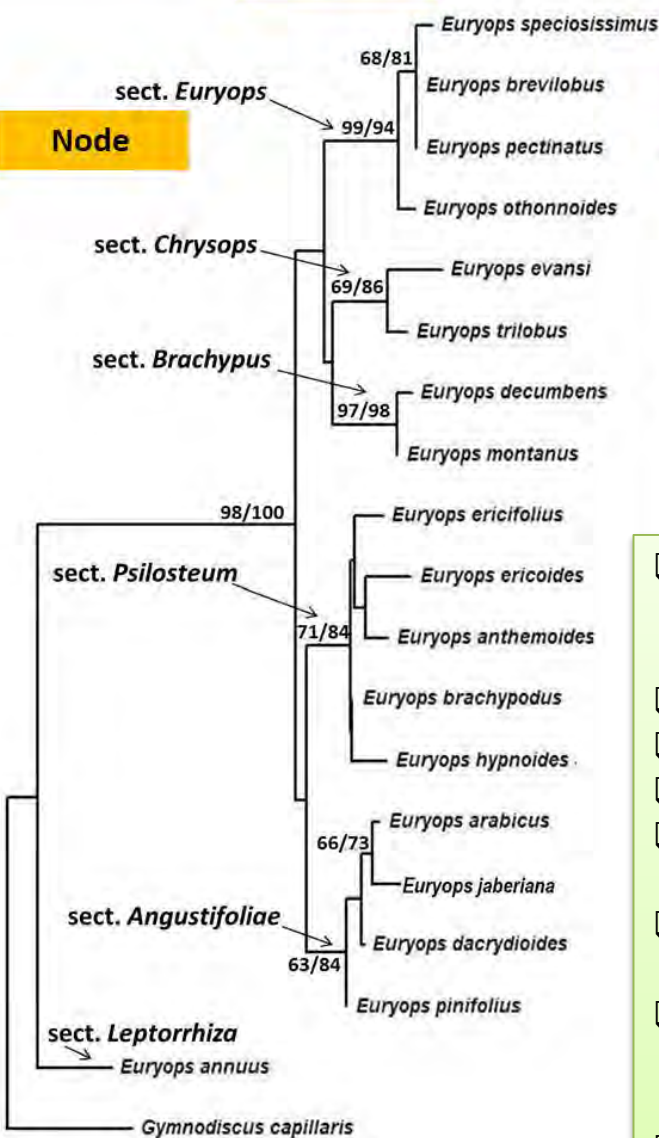 Euryops speciosissimus
68/81
sect. Euryops
Euryops brevilobus
99/94
Node
Euryops pectinatus
Euryops othonnoides
sect. Chrysops
69/86
Euryops evansi
Euryops trilobus
sect. Brachypus
97/98
Euryops decumbens
Euryops montanus
98/100
Euryops ericifolius
sect. Psilosteum
Euryops ericoides
71/84
Euryops anthemoides
Euryops brachypodus
Euryops hypnoides
Euryops arabicus
66/73
Euryops jaberiana
sect. Angustifoliae
Euryops dacrydioides
63/84
Euryops pinifolius
sect. Leptorrhiza
Euryops annuus
Gymnodiscus capillaris